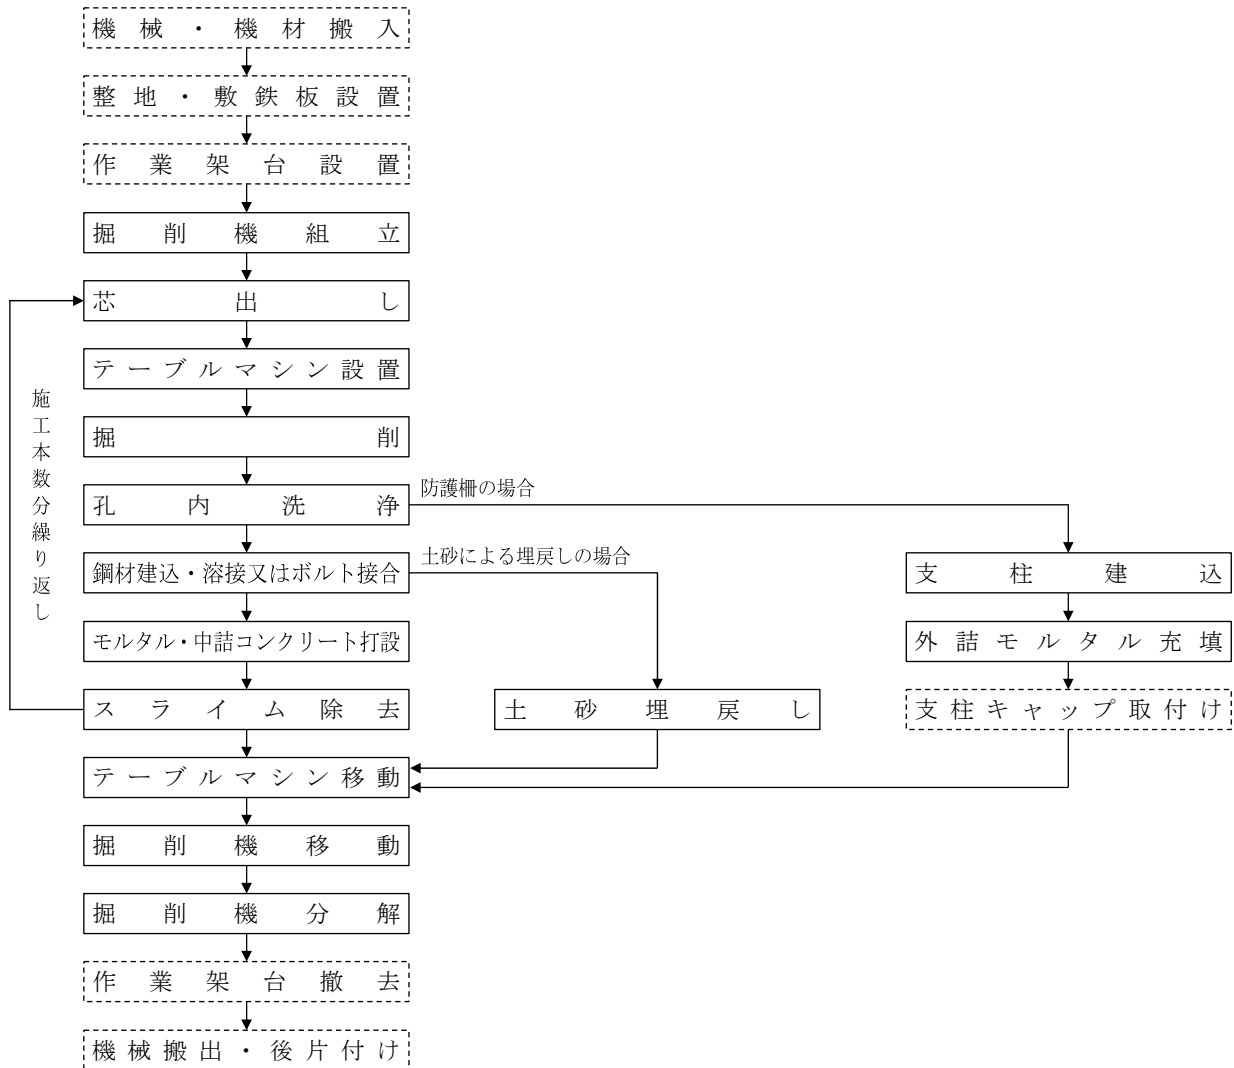 機械・機材搬入
整地・敷鉄板設置
作業架台設置
掘削機組立
芯出し
テーブルマシン設置
施工本数分繰り返し
掘削
孔内洗浄
防護柵の場合
鋼材建込・溶接又はボルト接合
土砂による埋戻しの場合
支柱建込
モルタル・中詰コンクリート打設
外詰モルタル充填
スライム除去
土砂埋戻し
支柱キャップ取付け
テーブルマシン移動
掘削機移動
掘削機分解
作業架台撤去
機械搬出・後片付け